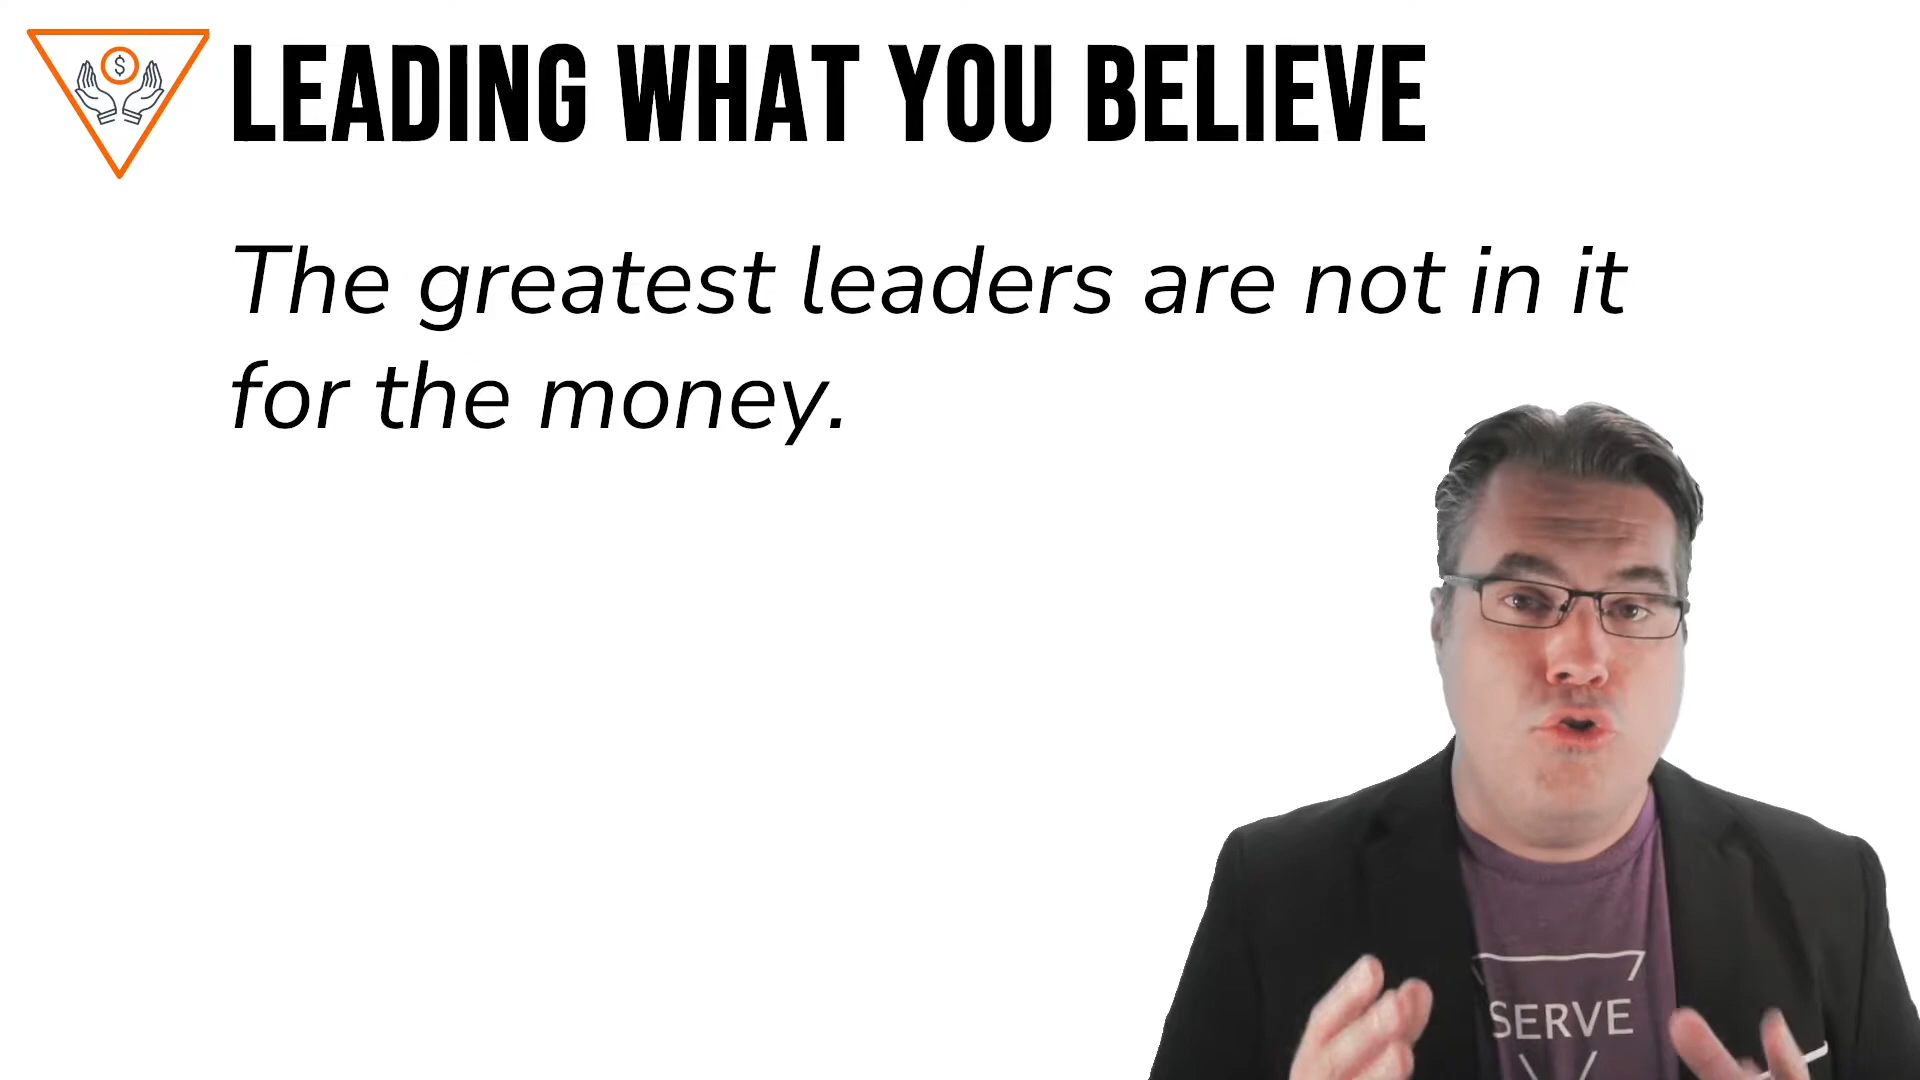 $
LEADING WHAT YOU BELIEVE
The greatest leaders are not in it
for the money.
SERVE